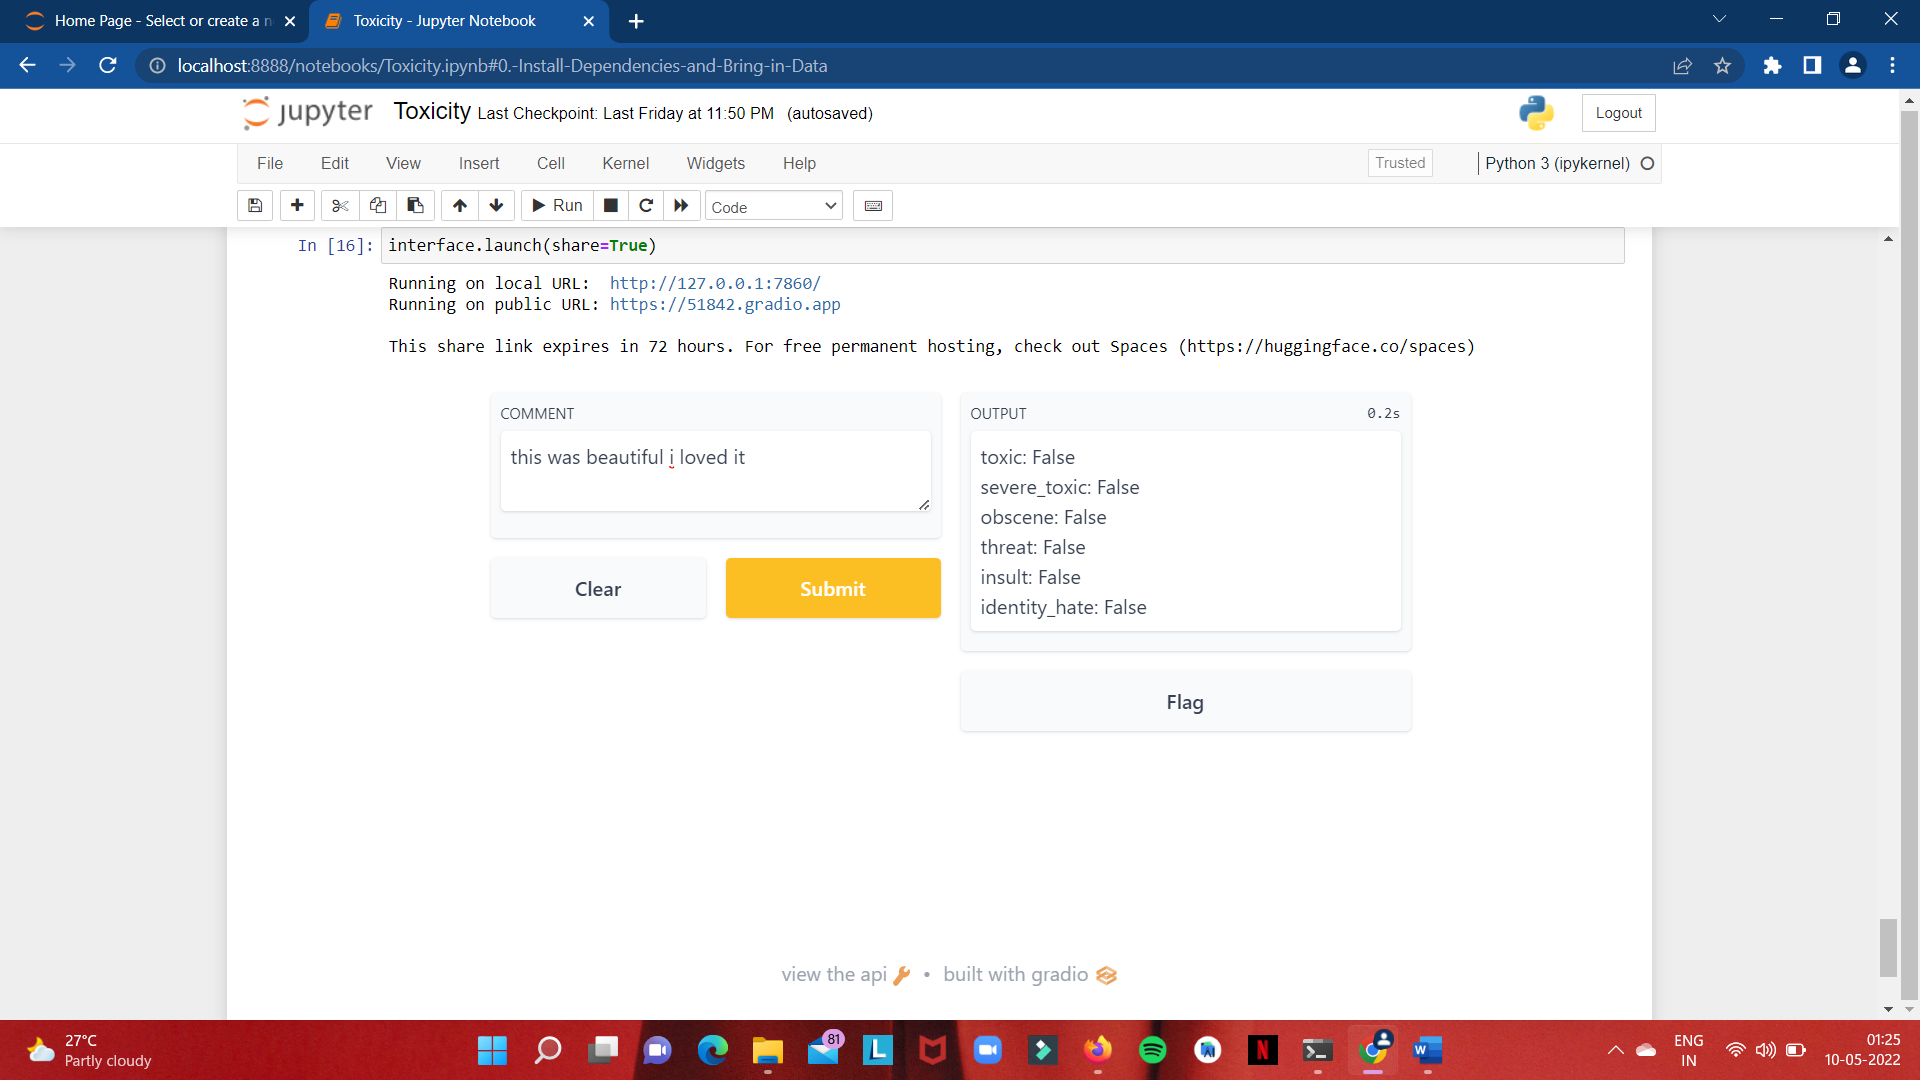 Home Page - Select or create a n
Toxicity - Jupyter Notebook
localhost:8888/notebooks/Toxicity.ipynb#0.-Install-Dependencies-and-Bring-in-Data
jupyter Toxicity Last Checkpoint: Last Friday at 11:50 PM (autosaved)
Logout
File Edit View Insert Cell Kernel Widgets Help
Trusted
Python 3 (ipykernel)
Run
Code
In [16]: interface.launch(share=True)
Running on local URL: http://127.0.0.1:7860/
Running on public URL: https://51842.gradio.app
This share link expires in 72 hours. For free permanent hosting, check out Spaces (https://huggingface.co/spaces)
COMMENT
this was beautiful i loved it
Clear
Submit
OUTPUT 0.2s
toxic: False
severe_toxic: False
obscene: False
threat: False
insult: False
identity_hate: False
Flag
view the api • built with gradio
27°C
Partly cloudy
81
L
N
W
ENG
IN
01:25
10-05-2022